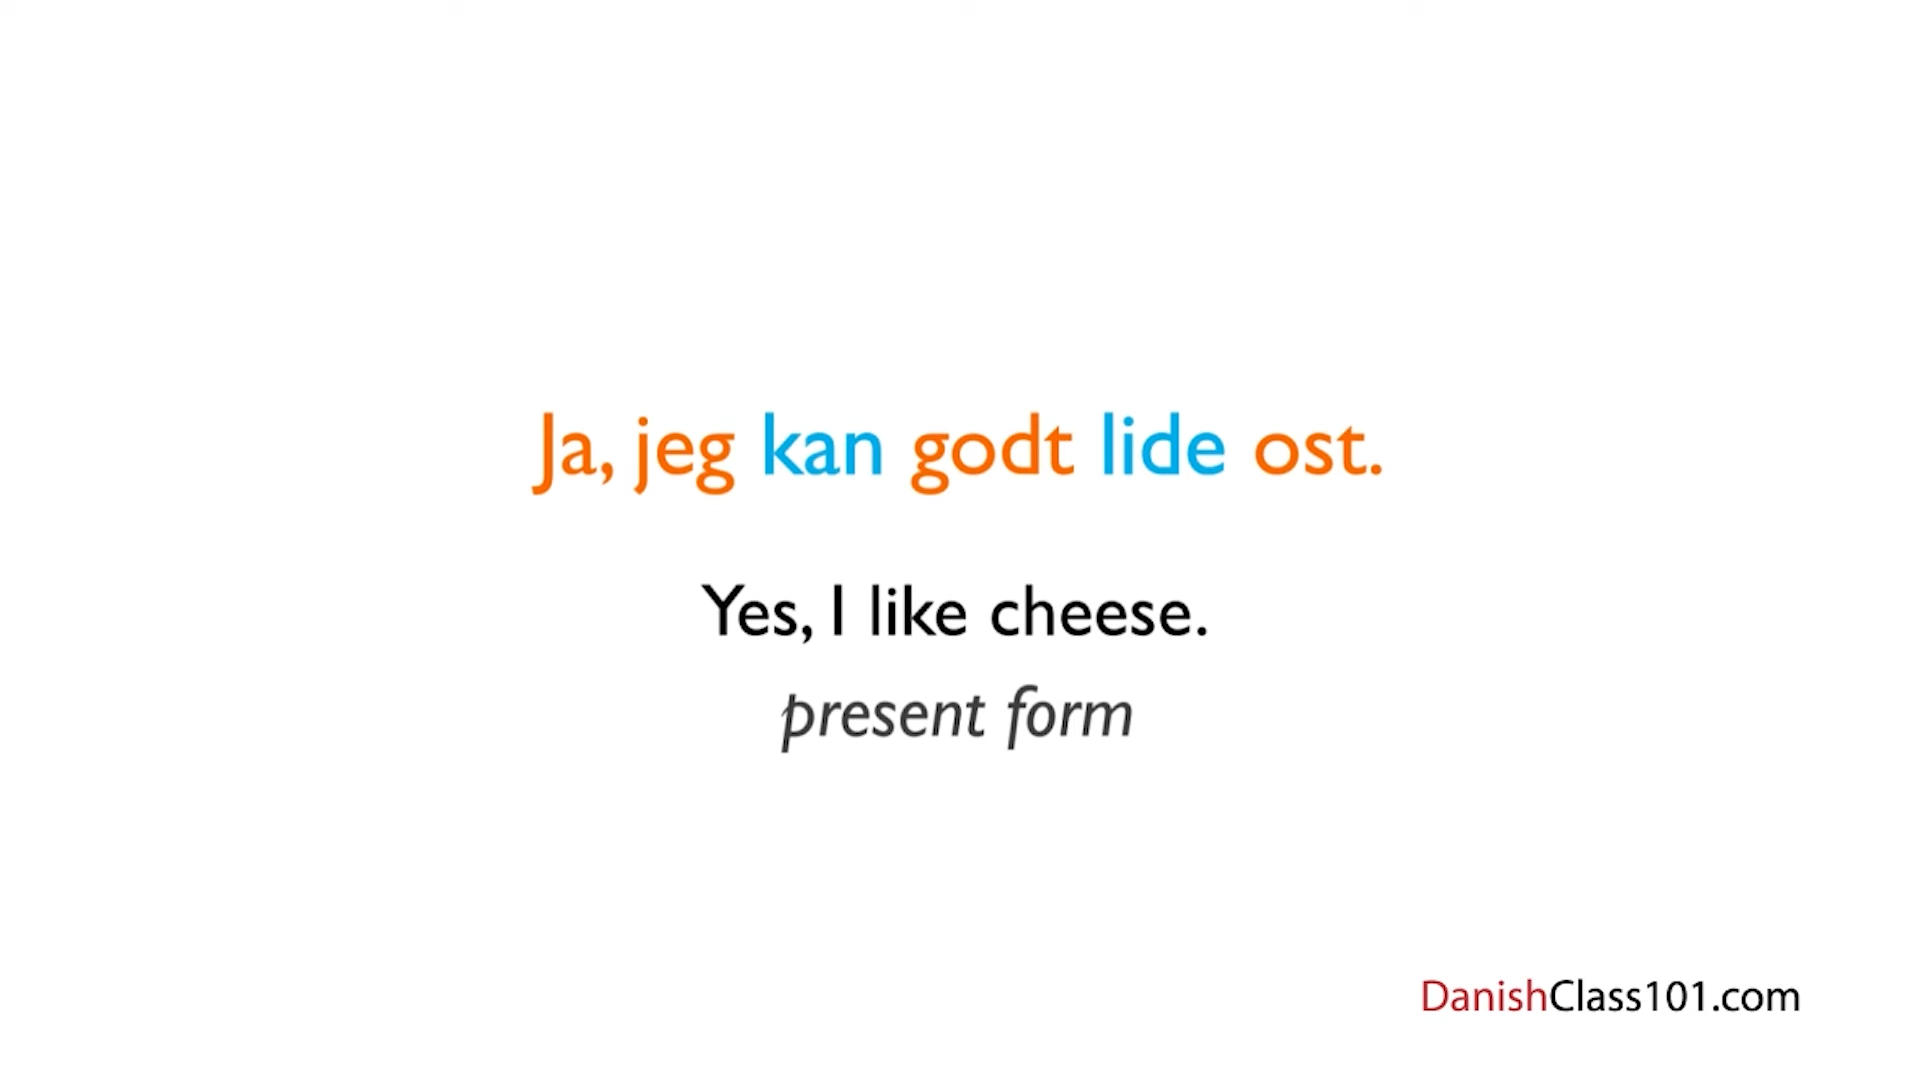 Ja, jeg kan godt lide ost.
Yes, I like cheese.
present form
DanishClass101.com